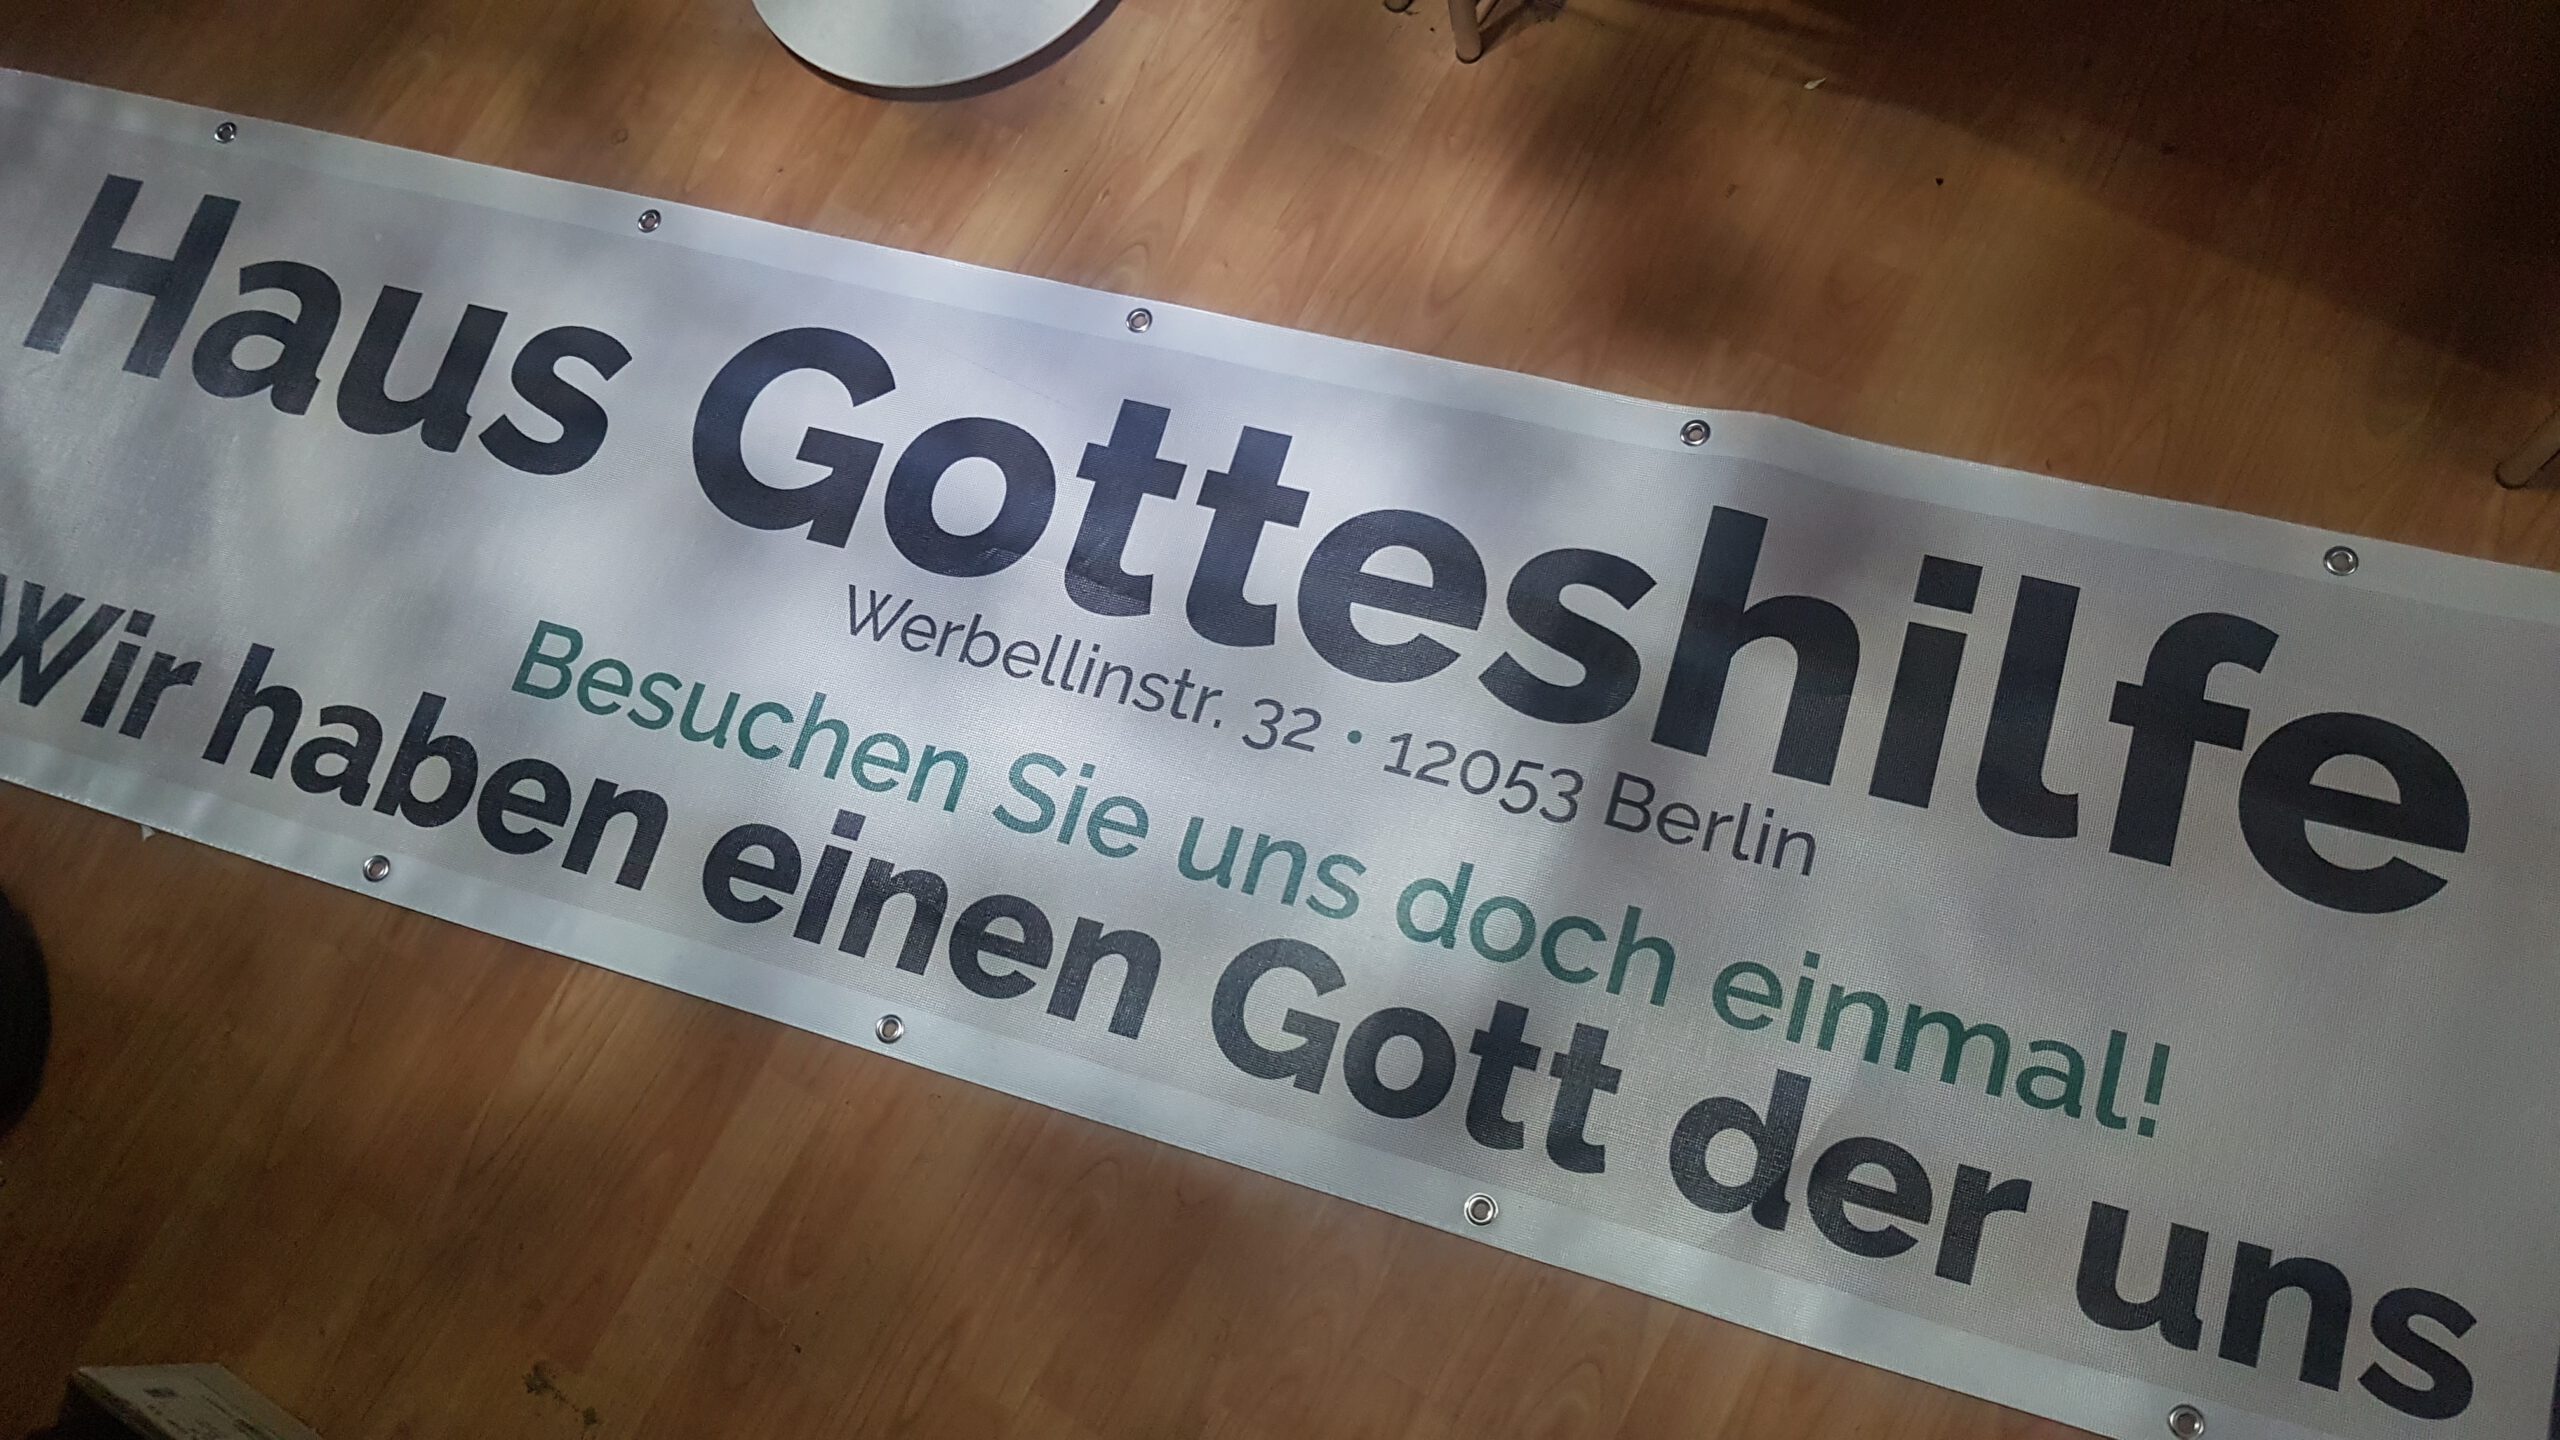 Haus Gotteshilfe
Werbellinstr. 32 • 12053 Berlin
Besuchen Sie uns doch einmal!
Wir haben einen Gott der uns